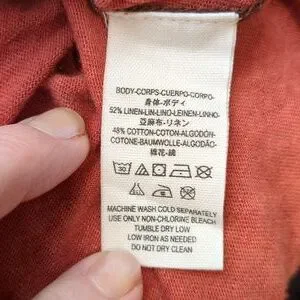 BODY-CORPS-CUERPO-CORPO-
身体-ボディ
52% LINEN-LIN-LINO-LEINEN-LINHO-
亞麻布-リネン
48% COTTON-COTON-ALGODÓN-
COTONE-BAUMWOLLE-ALGODÃO-
棉花-綿
30
MACHINE WASH COLD SEPARATELY
USE ONLY NON-CHLORINE BLEACH
TUMBLE DRY LOW
LOW IRON AS NEEDED
DO NOT DRY CLEAN